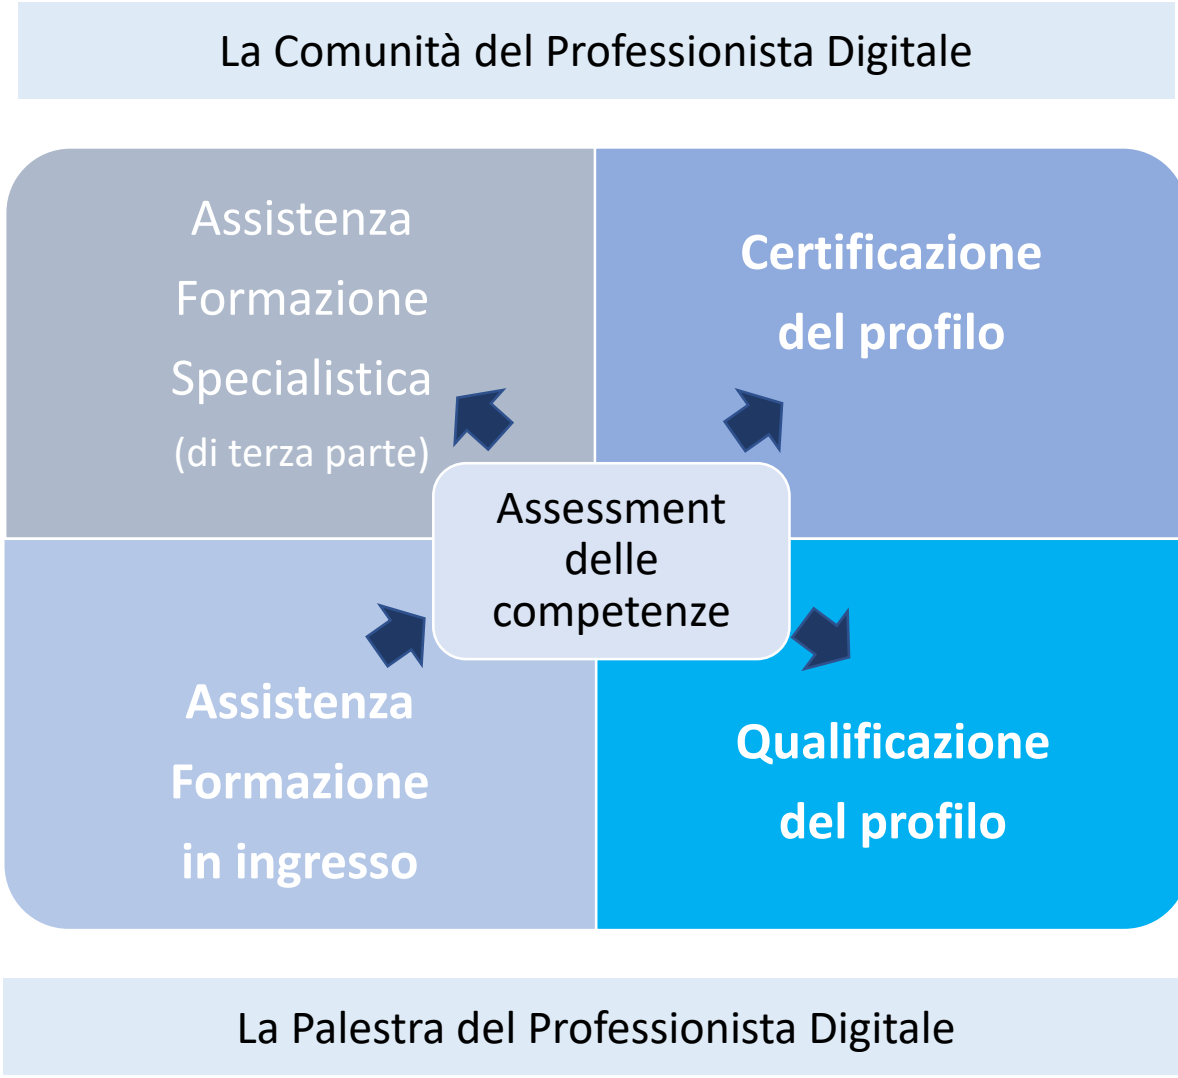 La Comunità del Professionista Digitale
Assistenza
Formazione
Specialistica
(di terza parte)
Certificazione
del profilo
Assessment
delle
competenze
Assistenza
Formazione
in ingresso
Qualificazione
del profilo
La Palestra del Professionista Digitale